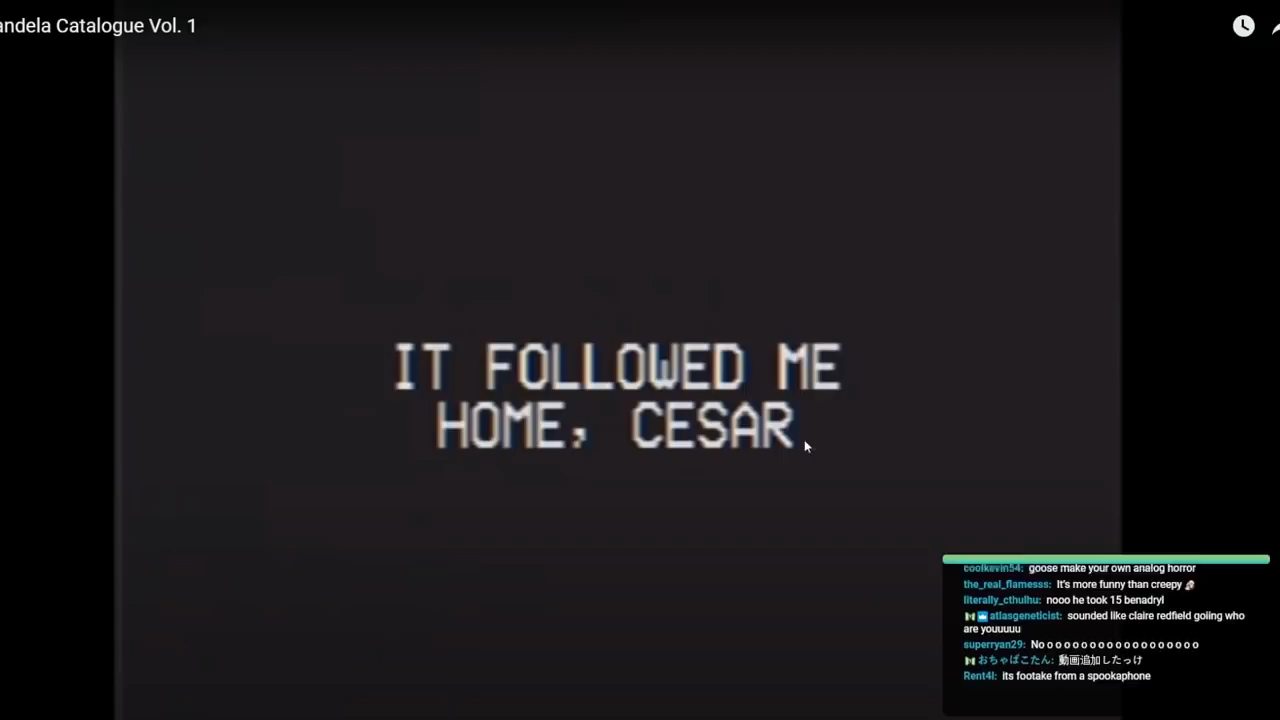 andela Catalogue Vol. 1
IT FOLLOWED ME
HOME, CESAR
coolkevin54: goose make your own analog horror
the_real_flamesss: It's more funny than creepy
literally_cthulhu: nooo he took 15 benadryl
atlasgeneticist: sounded like claire redfield goiing who
are youuuuu
superryan29: No o o o o o o o o o o o o o o o o o o
おちゃぱこたん: 動画追加したっけ
Rent4l: its footake from a spookaphone